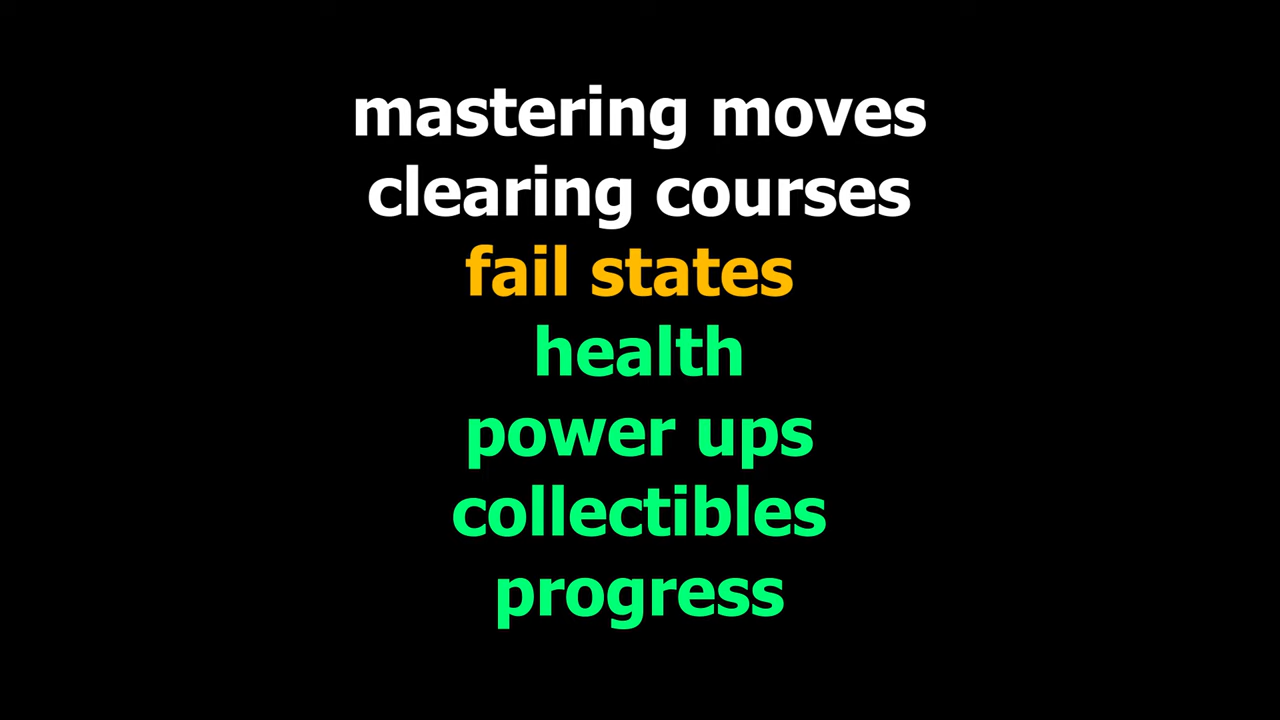 mastering moves
clearing courses
fail states
health
power ups
collectibles
progress